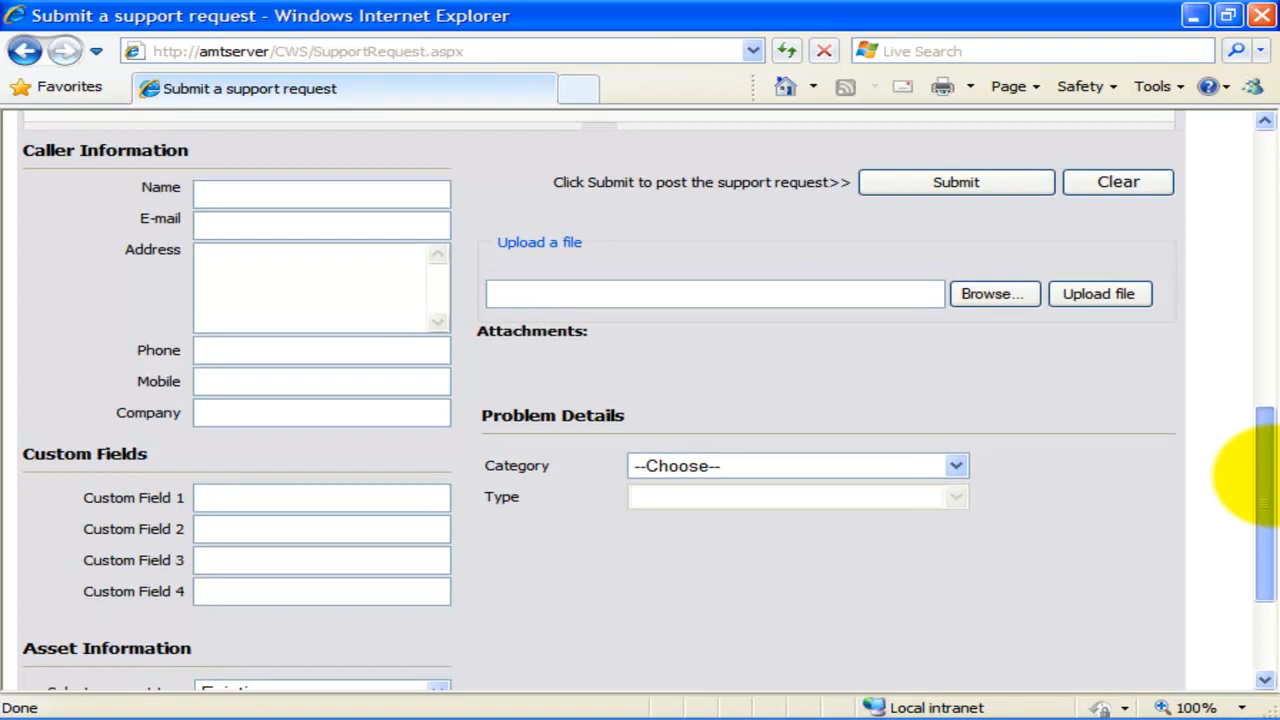 Submit a support request - Windows Internet Explorer
http://amtserver/CWS/SupportRequest.aspx
Live Search
Favorites
Submit a support request
Page
Safety
Tools
Caller Information
Name
E-mail
Address
Phone
Mobile
Company
Click Submit to post the support request>>
Submit
Clear
Upload a file
Browse...
Upload file
Attachments:
Problem Details
Category
--Choose--
Type
Custom Fields
Custom Field 1
Custom Field 2
Custom Field 3
Custom Field 4
Asset Information
Done
Local intranet
100%